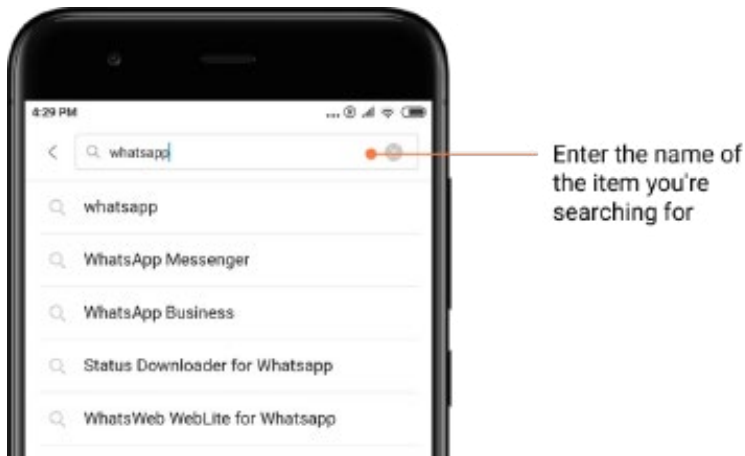 4:29 PM
whatsapp
Enter the name of
the item you're
searching for
whatsapp
WhatsApp Messenger
WhatsApp Business
Status Downloader for Whatsapp
WhatsWeb WebLite for Whatsapp